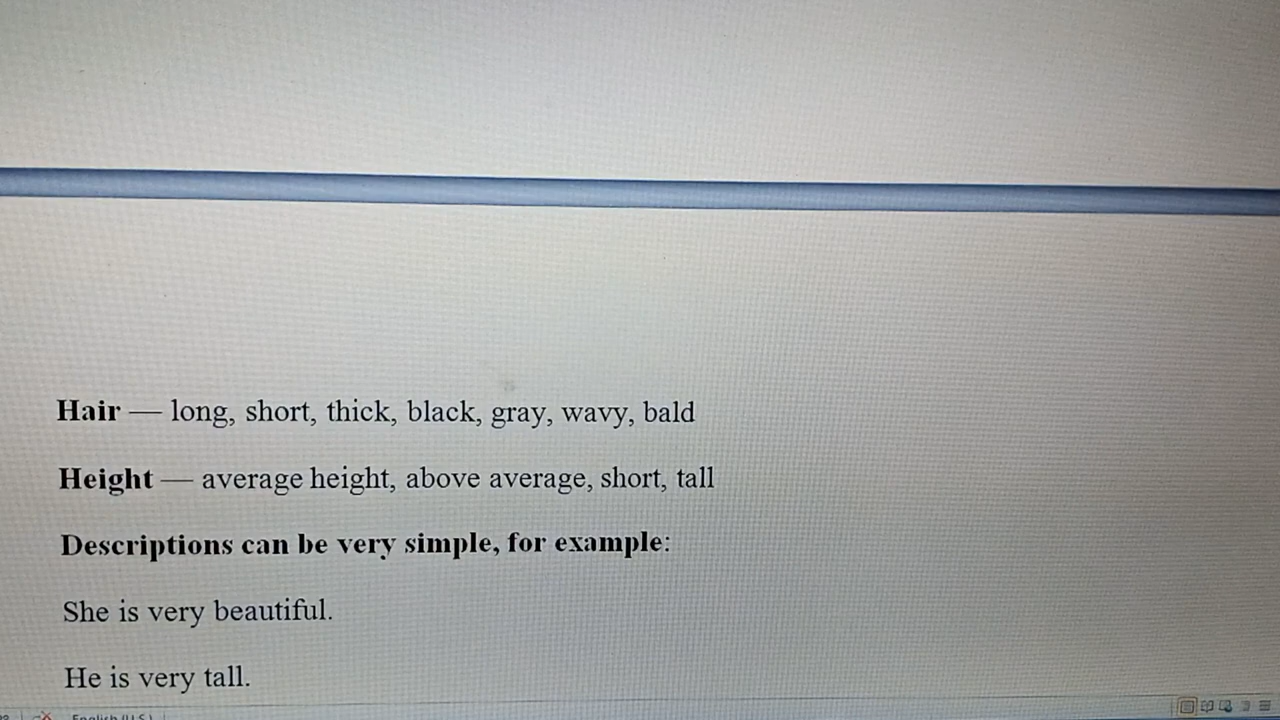 Hair — long, short, thick, black, gray, wavy, bald
Height — average height, above average, short, tall
Descriptions can be very simple, for example:
She is very beautiful.
He is very tall.
English (U.S.)